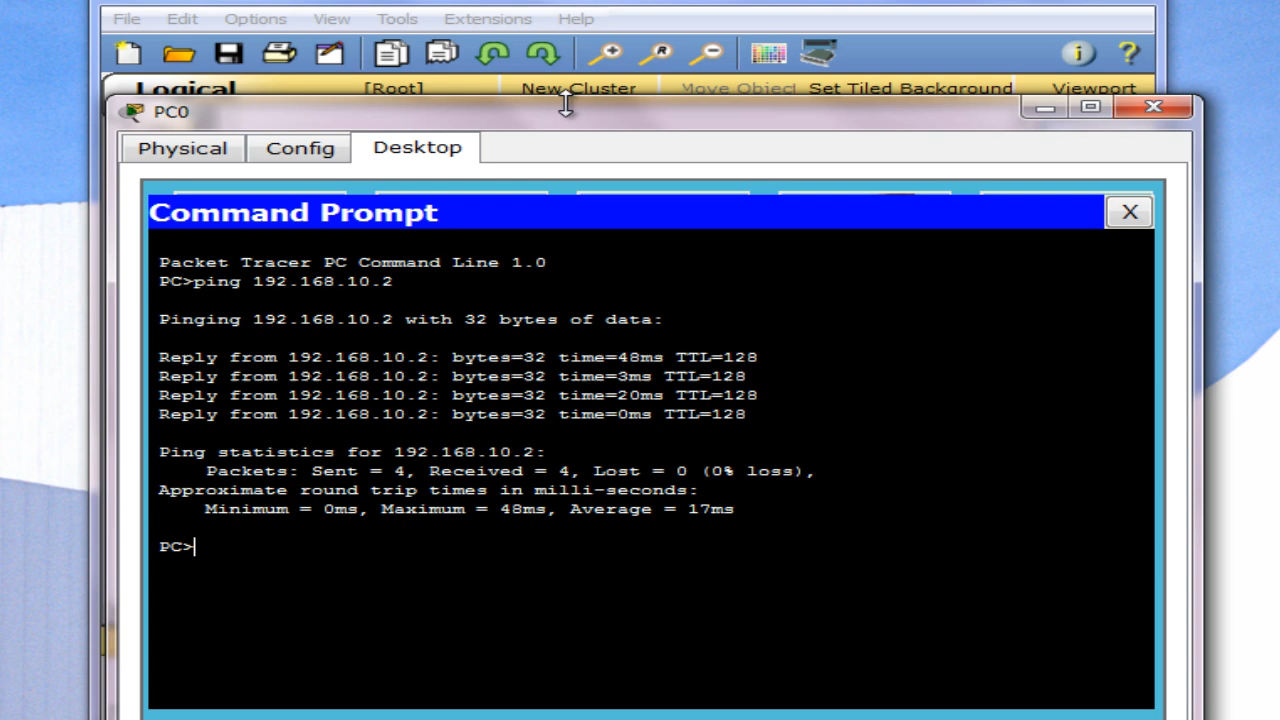 File Edit Options View Tools Extensions Help
Logical [Root] New Cluster Move Object Set Tiled Background Viewport
PC0
Physical Config Desktop
Command Prompt X
Packet Tracer PC Command Line 1.0
PC>ping 192.168.10.2
Pinging 192.168.10.2 with 32 bytes of data:
Reply from 192.168.10.2: bytes=32 time=48ms TTL=128
Reply from 192.168.10.2: bytes=32 time=3ms TTL=128
Reply from 192.168.10.2: bytes=32 time=20ms TTL=128
Reply from 192.168.10.2: bytes=32 time=0ms TTL=128
Ping statistics for 192.168.10.2:
Packets: Sent = 4, Received = 4, Lost = 0 (0% loss),
Approximate round trip times in milli-seconds:
Minimum = 0ms, Maximum = 48ms, Average = 17ms
PC>